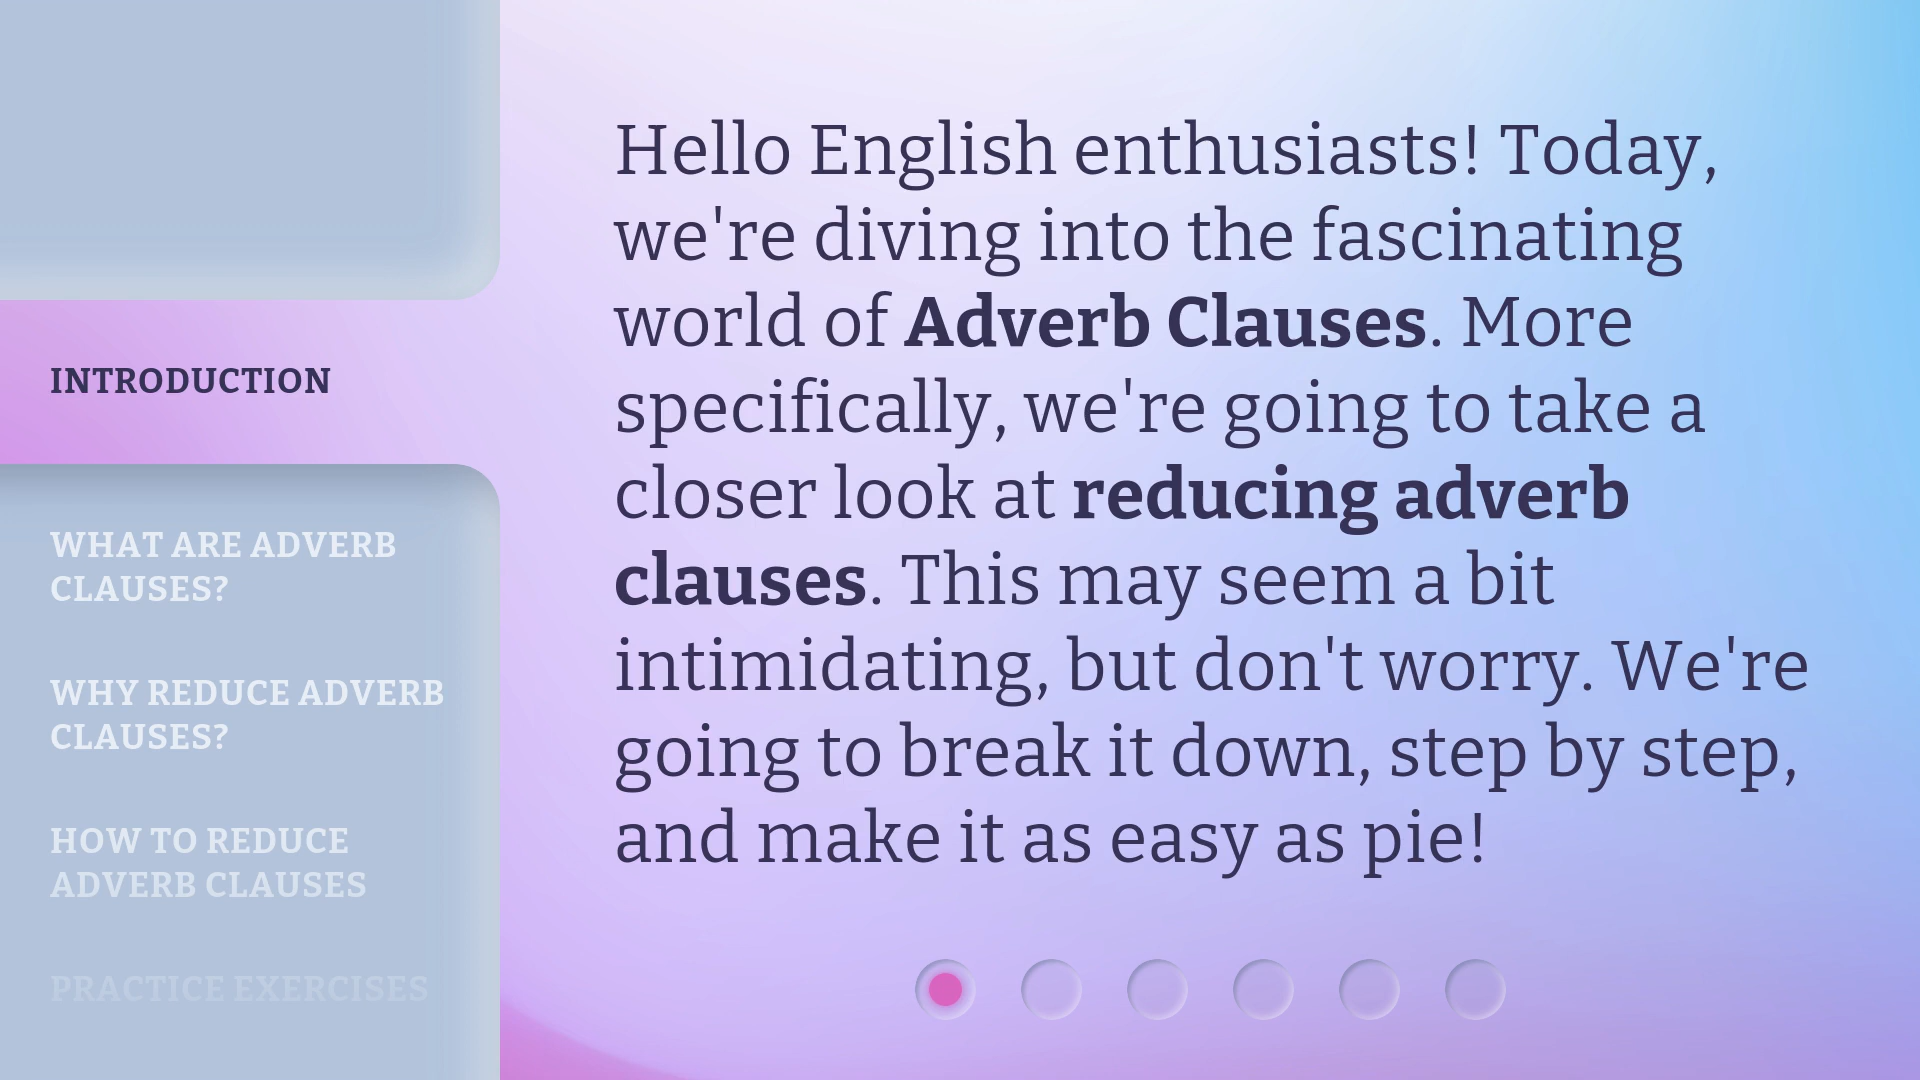 INTRODUCTION
WHAT ARE ADVERB
CLAUSES?
WHY REDUCE ADVERB
CLAUSES?
HOW TO REDUCE
ADVERB CLAUSES
PRACTICE EXERCISES
Hello English enthusiasts! Today,
we're diving into the fascinating
world of Adverb Clauses. More
specifically, we're going to take a
closer look at reducing adverb
clauses. This may seem a bit
intimidating, but don't worry. We're
going to break it down, step by step,
and make it as easy as pie!